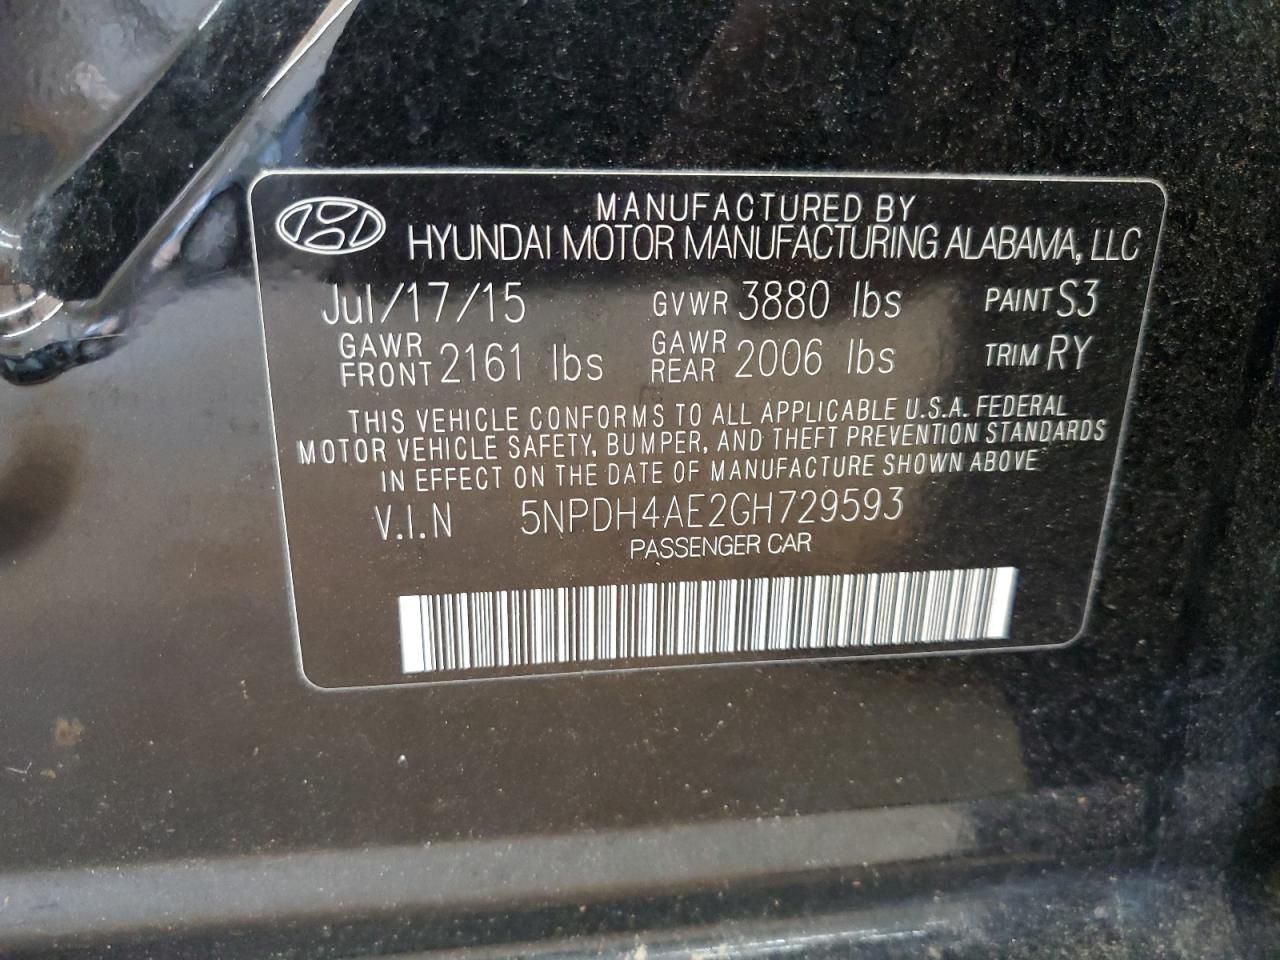 MANUFACTURED BY
HYUNDAI MOTOR MANUFACTURING ALABAMA, LLC
Jul/17/15 GVWR 3880 lbs PAINT S3
GAWR FRONT 2161 lbs GAWR REAR 2006 lbs TRIM RY
THIS VEHICLE CONFORMS TO ALL APPLICABLE U.S.A. FEDERAL
MOTOR VEHICLE SAFETY, BUMPER, AND THEFT PREVENTION STANDARDS
IN EFFECT ON THE DATE OF MANUFACTURE SHOWN ABOVE
V.I.N 5NPDH4AE2GH729593
PASSENGER CAR